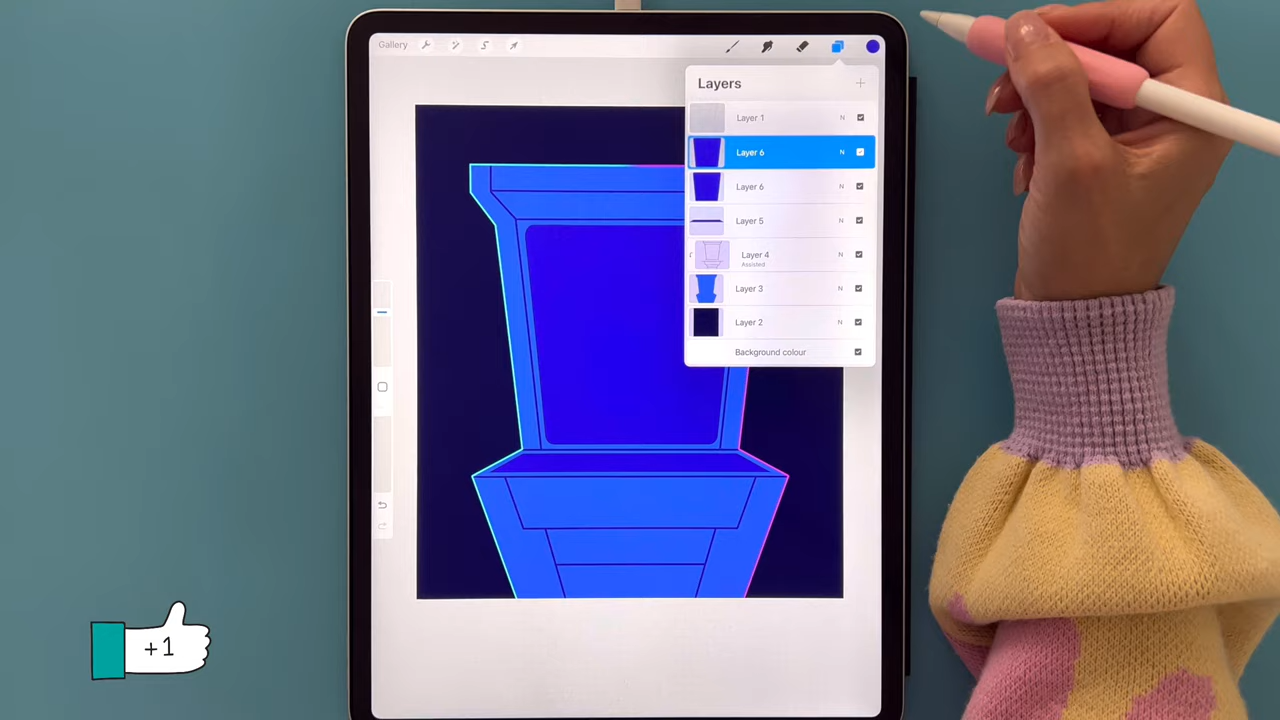 Gallery
Layers
Layer 1 N
Layer 6 N
Layer 6 N
Layer 5 N
Layer 4 N
Assisted
Layer 3 N
Layer 2 N
Background colour
+1